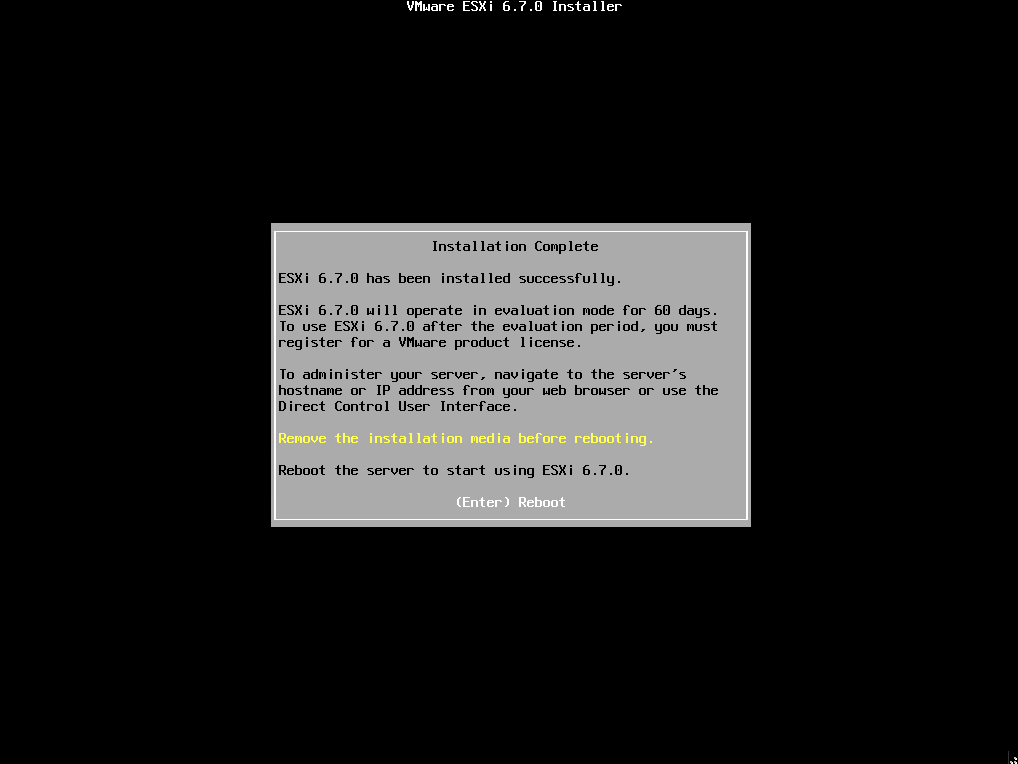 VMware ESXi 6.7.0 Installer
Installation Complete
ESXi 6.7.0 has been installed successfully.
ESXi 6.7.0 will operate in evaluation mode for 60 days.
To use ESXi 6.7.0 after the evaluation period, you must
register for a VMware product license.
To administer your server, navigate to the server's
hostname or IP address from your web browser or use the
Direct Control User Interface.
Remove the installation media before rebooting.
Reboot the server to start using ESXi 6.7.0.
(Enter) Reboot